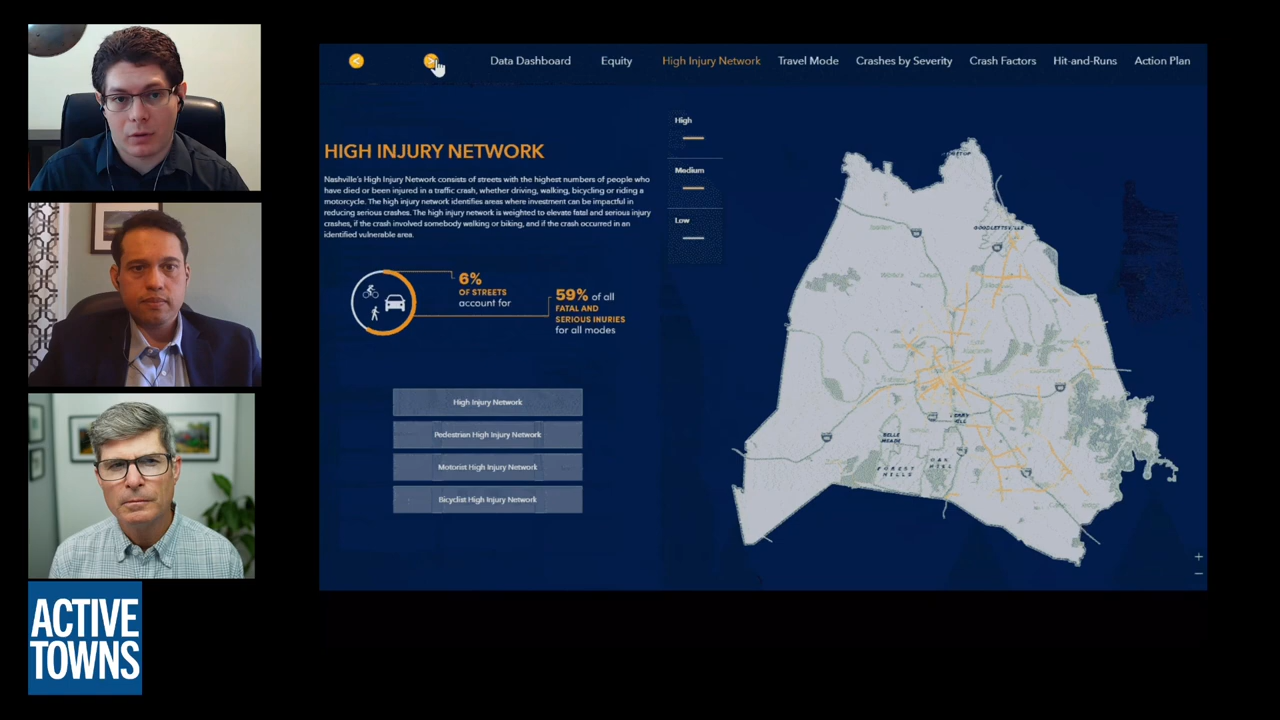 Data Dashboard
Equity
High Injury Network
Travel Mode
Crashes by Severity
Crash Factors
Hit-and-Runs
Action Plan
HIGH INJURY NETWORK
Nashville's High Injury Network consists of streets with the highest numbers of people who
have died or been injured in a traffic crash, whether driving, walking, bicycling or riding a
motorcycle. The high injury network identifies areas where investment can be impactful in
reducing serious crashes. The high injury network is weighted to elevate fatal and serious injury
crashes, if the crash involved somebody walking or biking, and if the crash occurred in an
identified vulnerable area.
6%
OF STREETS
account for
59% of all
FATAL AND
SERIOUS INURIES
for all modes
High Injury Network
Pedestrian High Injury Network
Motorist High Injury Network
Bicyclist High Injury Network
High
Medium
Low
GOODLETTSVILLE
BELLE
MEADE
FOREST
HILLS
OAK
HILL
+
−
ACTIVE
TOWNS